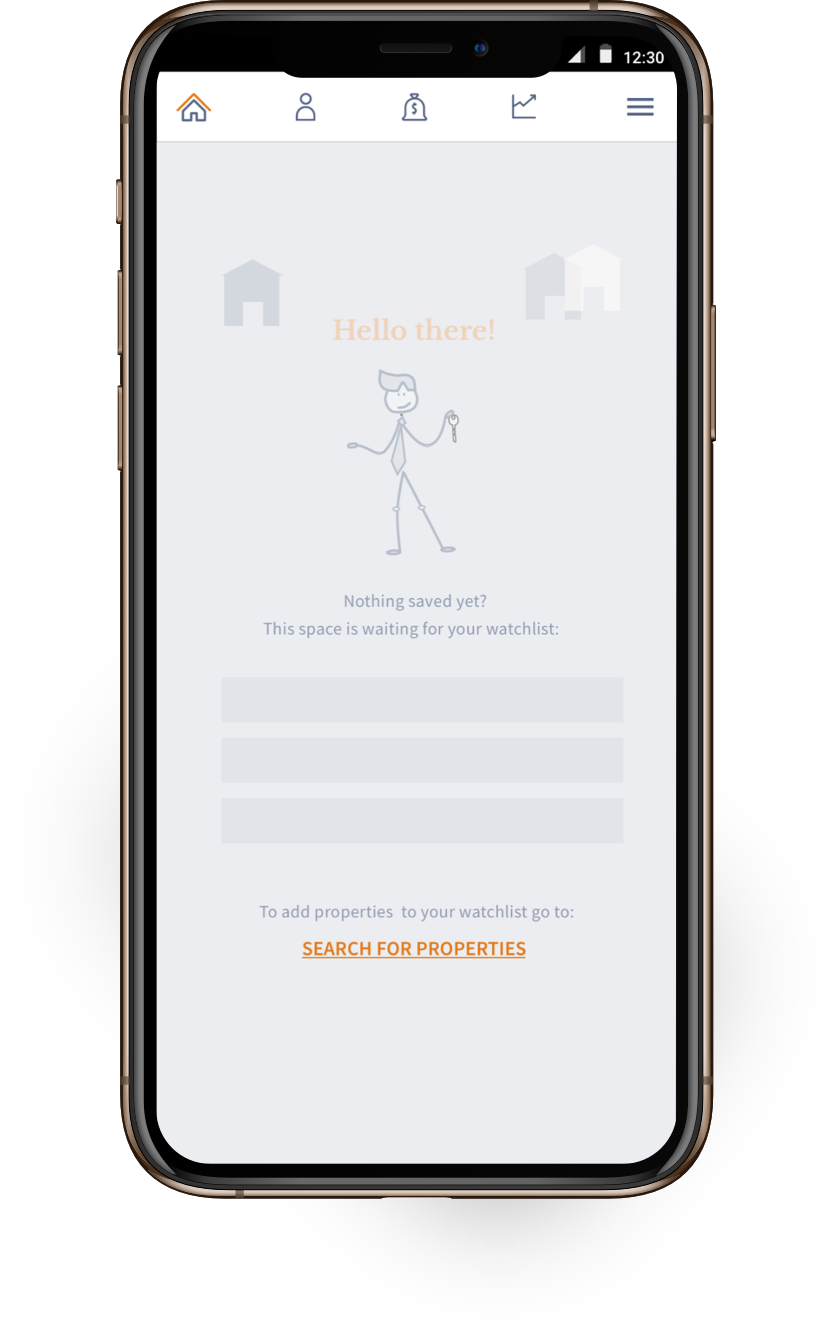 12:30
$
Hello there!
Nothing saved yet?
This space is waiting for your watchlist:
To add properties  to your watchlist go to:
SEARCH FOR PROPERTIES